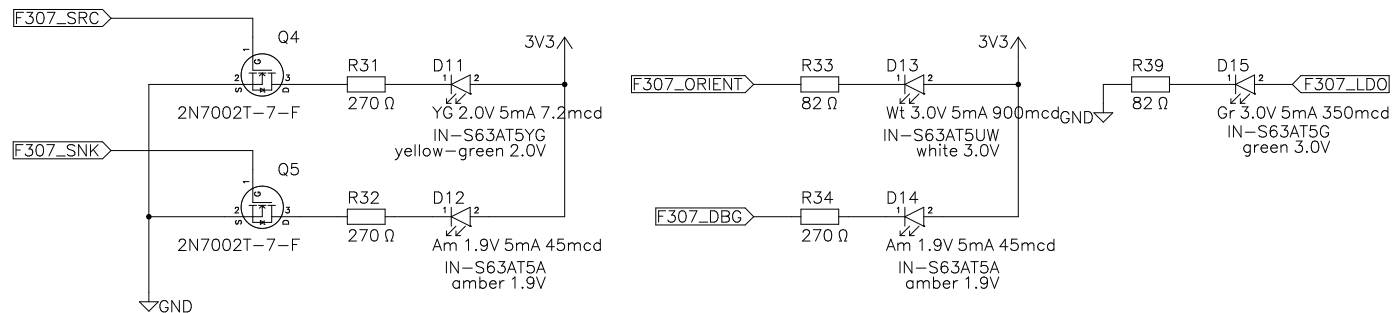 F307_SRC
Q4
1
G
2
S
3
D
2N7002T-7-F
R31
270 Ω
D11
1
2
YG 2.0V 5mA 7.2mcd
IN-S63AT5YG
yellow-green 2.0V
3V3
F307_SNK
Q5
1
G
2
S
3
D
2N7002T-7-F
R32
270 Ω
D12
1
2
Am 1.9V 5mA 45mcd
IN-S63AT5A
amber 1.9V
GND
F307_ORIENT
R33
82 Ω
D13
1
2
Wt 3.0V 5mA 900mcd
IN-S63AT5UW
white 3.0V
3V3
F307_DBG
R34
270 Ω
D14
1
2
Am 1.9V 5mA 45mcd
IN-S63AT5A
amber 1.9V
GND
R39
82 Ω
D15
1
2
F307_LDO
Gr 3.0V 5mA 350mcd
IN-S63AT5G
green 3.0V